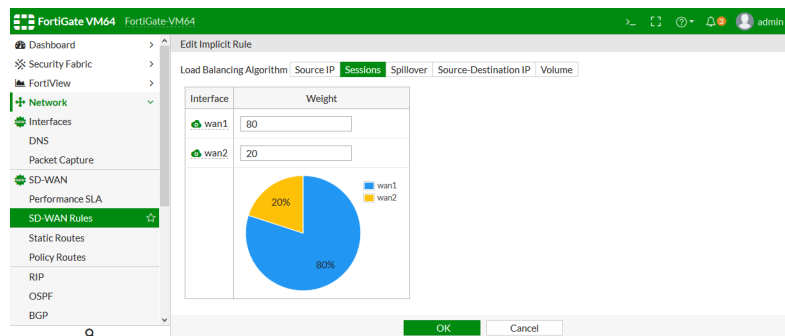 FortiGate VM64 FortiGate-VM64
>_ ? 3 admin
Dashboard >
Security Fabric >
FortiView >
Network
Interfaces
DNS
Packet Capture
SD-WAN
Performance SLA
SD-WAN Rules
Static Routes
Policy Routes
RIP
OSPF
BGP
Edit Implicit Rule
Load Balancing Algorithm Source IP Sessions Spillover Source-Destination IP Volume
Interface Weight
wan1 80
wan2 20
wan1
wan2
20%
80%
OK Cancel